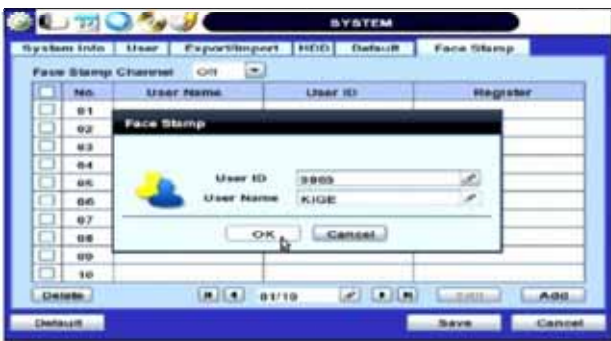 SYSTEM
System Info User Export/Import HDD Default Face Stamp
Face Stamp Channel Off
No. User Name User ID Register
01
02
03
04
05
06
07
08
09
10
Face Stamp
User ID
User Name KIGE
OK Cancel
Delete 01/10 Edit Add
Default Save Cancel